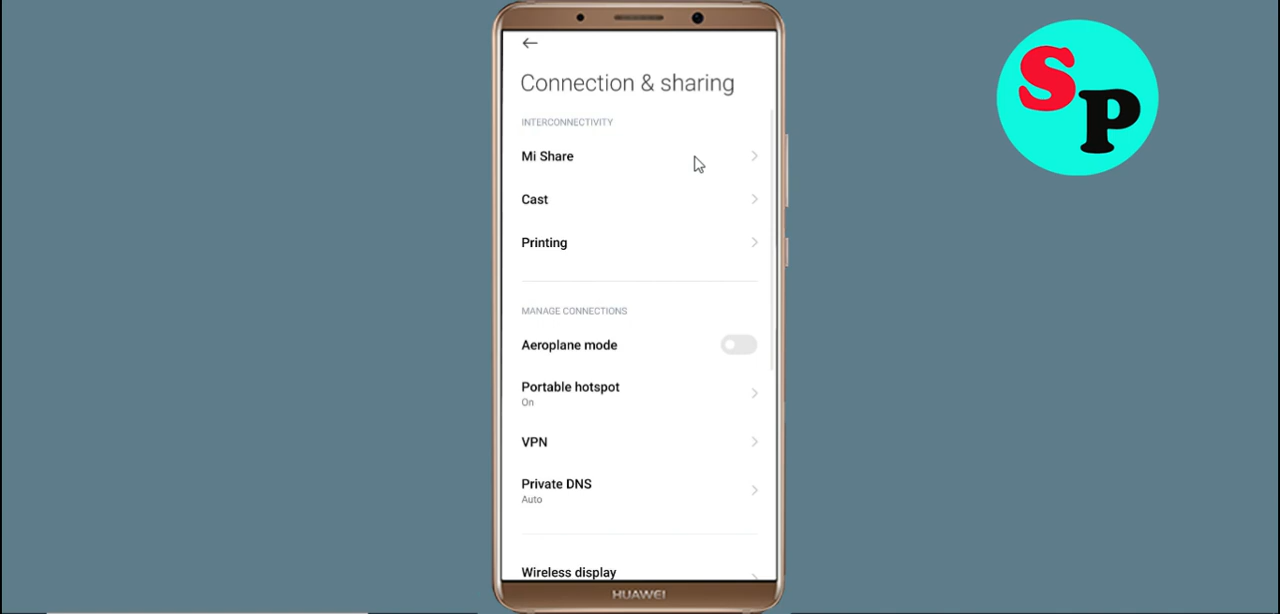 Connection & sharing
INTERCONNECTIVITY
Mi Share
Cast
Printing
MANAGE CONNECTIONS
Aeroplane mode
Portable hotspot
On
VPN
Private DNS
Auto
Wireless display
HUAWEI
SP